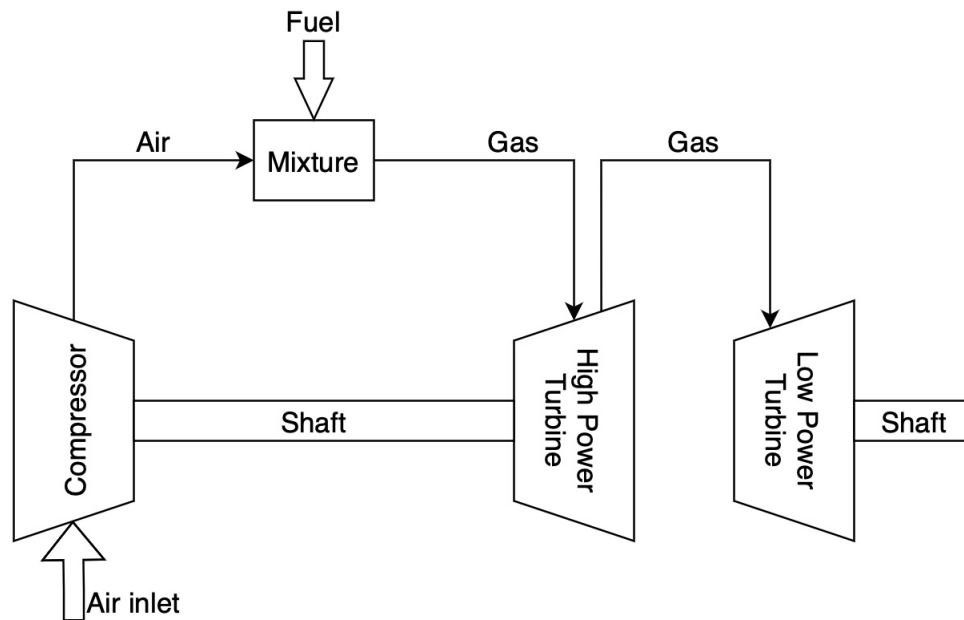 Fuel
Air
Mixture
Gas
Gas
Compressor
Shaft
High Power
Turbine
Low Power
Turbine
Shaft
Air inlet